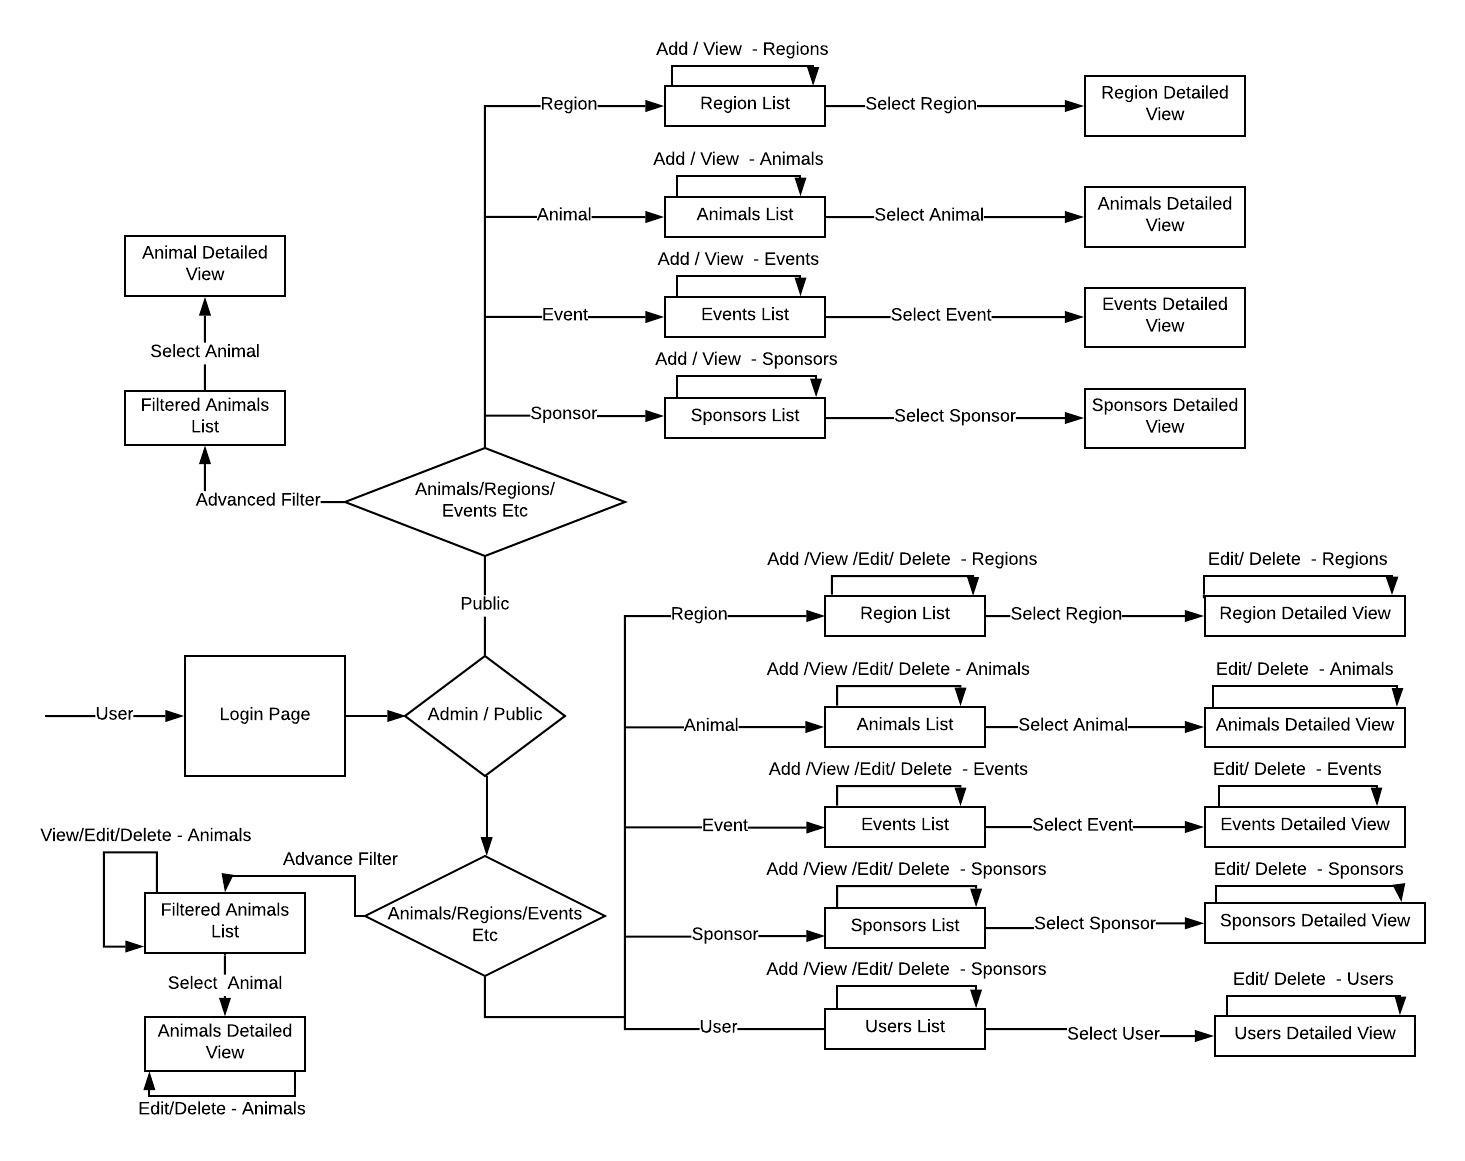 Add / View  - Regions
Region
Region List
Select Region
Region Detailed
View
Add / View  - Animals
Animal
Animals List
Select Animal
Animals Detailed
View
Add / View  - Events
Event
Events List
Select Event
Events Detailed
View
Add / View  - Sponsors
Sponsor
Sponsors List
Select Sponsor
Sponsors Detailed
View
Animal Detailed
View
Select Animal
Filtered Animals
List
Advanced Filter
Animals/Regions/
Events Etc
Public
User
Login Page
Admin / Public
Add /View /Edit/ Delete  - Regions
Edit/ Delete  - Regions
Region
Region List
Select Region
Region Detailed View
Add /View /Edit/ Delete - Animals
Edit/ Delete  - Animals
Animal
Animals List
Select Animal
Animals Detailed View
Add /View /Edit/ Delete  - Events
Edit/ Delete  - Events
Event
Events List
Select Event
Events Detailed View
Add /View /Edit/ Delete  - Sponsors
Edit/ Delete  - Sponsors
Sponsor
Sponsors List
Select Sponsor
Sponsors Detailed View
Add /View /Edit/ Delete  - Sponsors
Edit/ Delete  - Users
User
Users List
Select User
Users Detailed View
View/Edit/Delete - Animals
Advance Filter
Filtered Animals
List
Animals/Regions/Events
Etc
Select  Animal
Animals Detailed
View
Edit/Delete - Animals